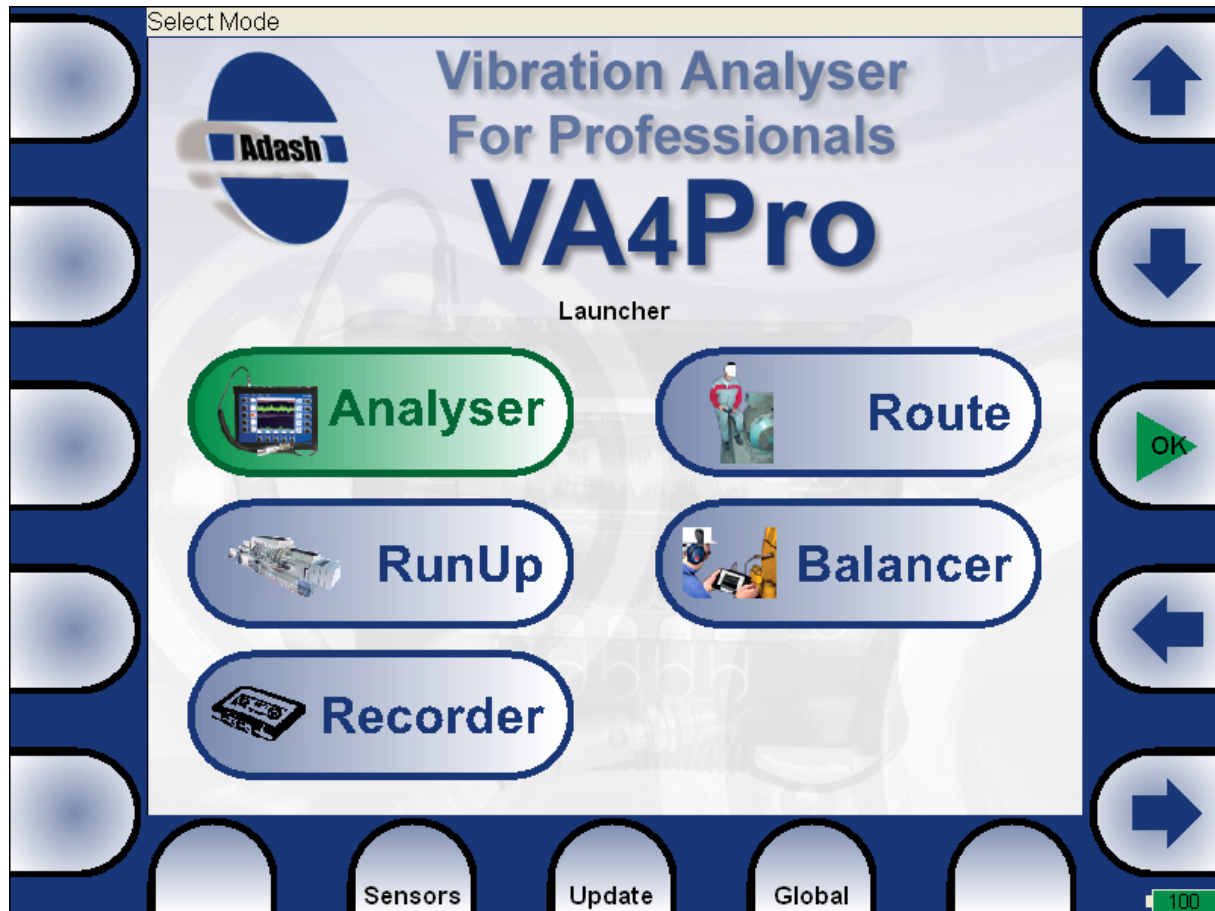 Select Mode
Adash
Vibration Analyser
For Professionals
VA4Pro
Launcher
Analyser
Route
OK
RunUp
Balancer
Recorder
Sensors
Update
Global
100